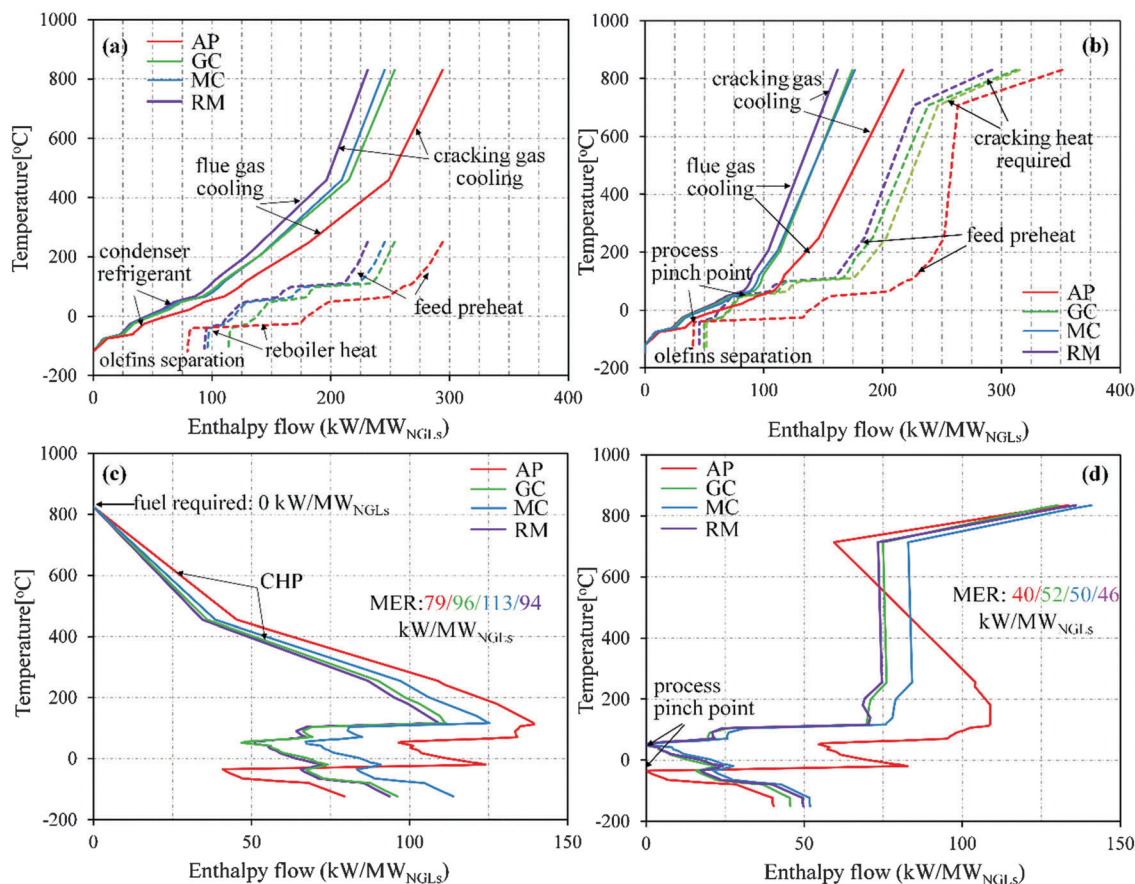 (a)
AP
GC
MC
RM
1000
800
600
400
200
0
-200
Temperature[°C]
cracking gas
cooling
flue gas
cooling
condenser
refrigerant
feed preheat
reboiler heat
olefins separation
0 100 200 300 400
Enthalpy flow (kW/MWNGLs)
(b)
1000
800
600
400
200
0
-200
Temperature[°C]
cracking gas
cooling
cracking heat
required
flue gas
cooling
process
pinch point
feed preheat
AP
GC
MC
RM
olefins separation
0 100 200 300 400
Enthalpy flow (kW/MWNGLs)
(c)
1000
800
600
400
200
0
-200
Temperature[°C]
AP
GC
MC
RM
fuel required: 0 kW/MWNGLs
CHP
MER: 79/96/113/94
kW/MWNGLs
0 50 100 150
Enthalpy flow (kW/MWNGLs)
(d)
1000
800
600
400
200
0
-200
Temperature[°C]
AP
GC
MC
RM
MER: 40/52/50/46
kW/MWNGLs
process
pinch point
0 50 100 150
Enthalpy flow (kW/MWNGLs)